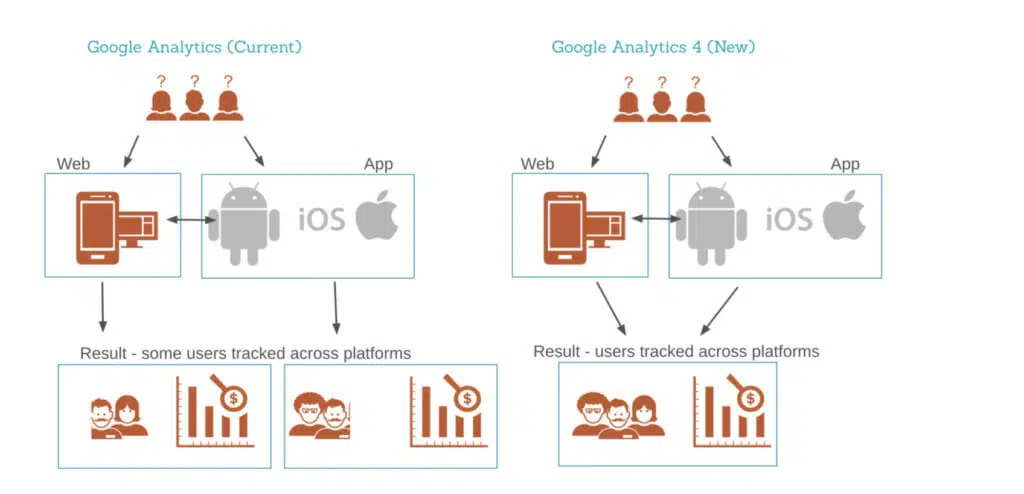 Google Analytics (Current)
? ? ?
Web
App
iOS
Result - some users tracked across platforms
$
$
Google Analytics 4 (New)
? ? ?
Web
App
iOS
Result - users tracked across platforms
$